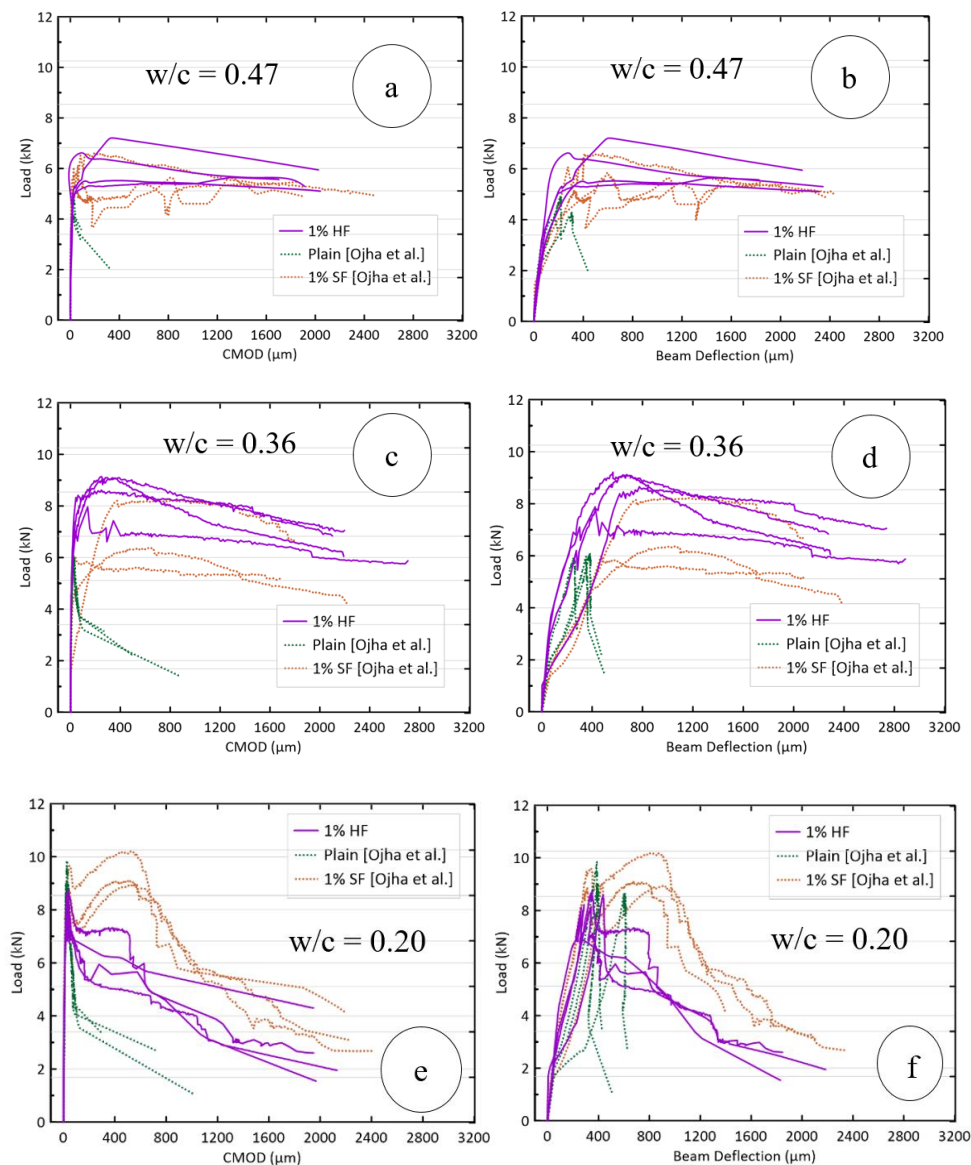 12
10
8
6
4
2
0
Load (kN)
w/c = 0.47
a
1% HF
Plain [Ojha et al.]
1% SF [Ojha et al.]
0 400 800 1200 1600 2000 2400 2800 3200
CMOD (μm)
12
10
8
6
4
2
0
Load (kN)
w/c = 0.47
b
1% HF
Plain [Ojha et al.]
1% SF [Ojha et al.]
0 400 800 1200 1600 2000 2400 2800 3200
Beam Deflection (μm)
12
10
8
6
4
2
0
Load (kN)
w/c = 0.36
c
1% HF
Plain [Ojha et al.]
1% SF [Ojha et al.]
0 400 800 1200 1600 2000 2400 2800 3200
CMOD (μm)
12
10
8
6
4
2
0
Load (kN)
w/c = 0.36
d
1% HF
Plain [Ojha et al.]
1% SF [Ojha et al.]
0 400 800 1200 1600 2000 2400 2800 3200
Beam Deflection (μm)
12
10
8
6
4
2
0
Load (kN)
1% HF
Plain [Ojha et al.]
1% SF [Ojha et al.]
w/c = 0.20
e
0 400 800 1200 1600 2000 2400 2800 3200
CMOD (μm)
12
10
8
6
4
2
0
Load (kN)
1% HF
Plain [Ojha et al.]
1% SF [Ojha et al.]
w/c = 0.20
f
0 400 800 1200 1600 2000 2400 2800 3200
Beam Deflection (μm)